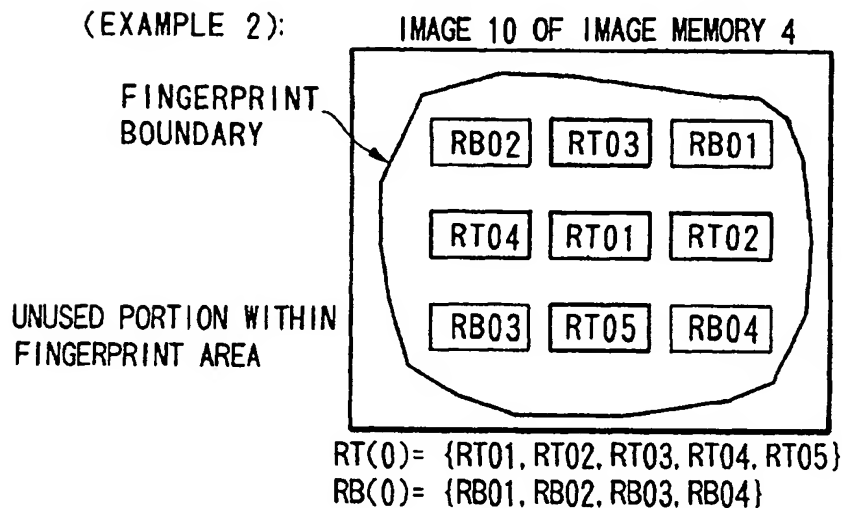 (EXAMPLE 2):
IMAGE 10 OF IMAGE MEMORY 4
FINGERPRINT
BOUNDARY
RB02 RT03 RB01
RT04 RT01 RT02
RB03 RT05 RB04
UNUSED PORTION WITHIN
FINGERPRINT AREA
RT(0)= {RT01, RT02, RT03, RT04, RT05}
RB(0)= {RB01, RB02, RB03, RB04}